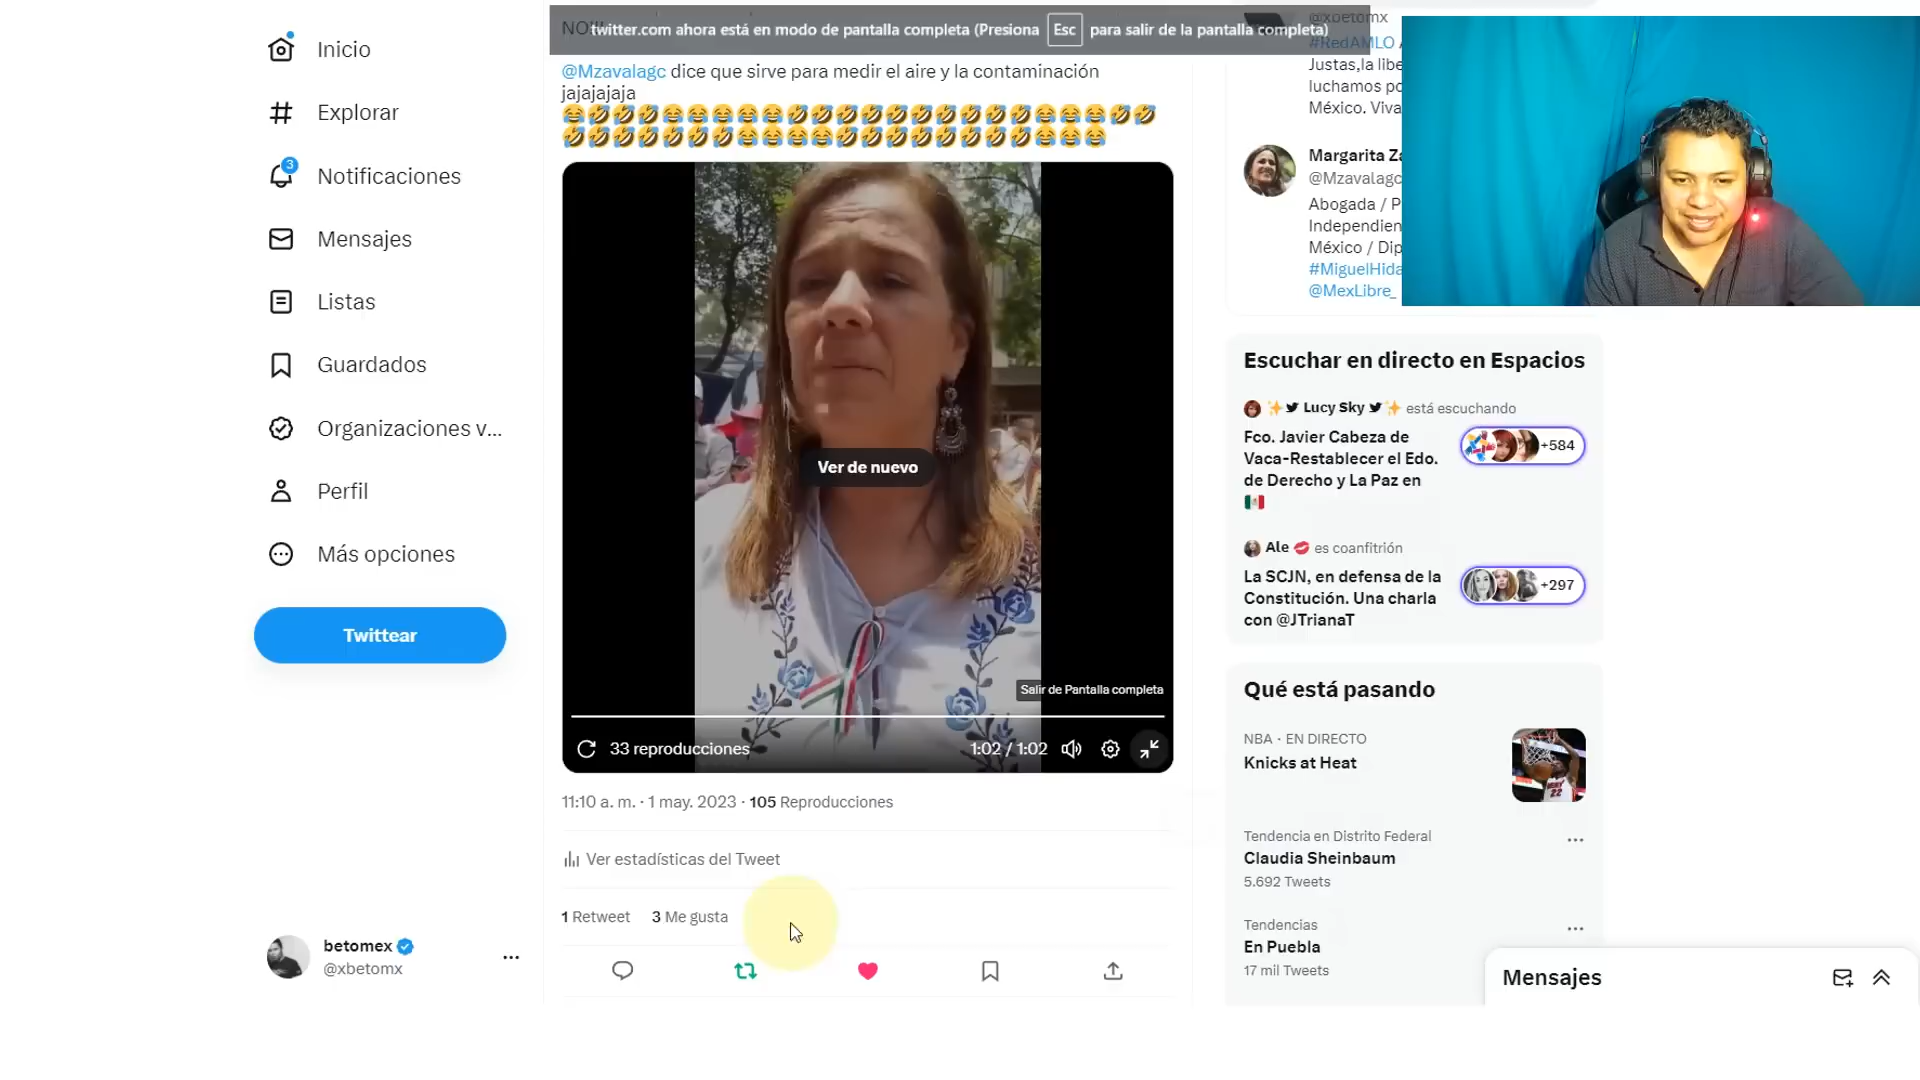 Inicio
Explorar
3
Notificaciones
Mensajes
Listas
Guardados
Organizaciones v...
Perfil
Más opciones
Twittear
betomex
@xbetomx
twitter.com ahora está en modo de pantalla completa (Presiona Esc para salir de la pantalla completa)
@Mzavalagc dice que sirve para medir el aire y la contaminación
jajajajaja
😂🤣🤣🤣😂😂😂😂😂🤣🤣🤣🤣🤣🤣🤣🤣🤣🤣😂😂😂🤣🤣
🤣🤣🤣🤣🤣🤣🤣😂😂😂😂🤣🤣🤣🤣🤣🤣🤣🤣😂😂😂
Ver de nuevo
Salir de Pantalla completa
33 reproducciones
1:02 / 1:02
11:10 a. m. · 1 may. 2023 · 105 Reproducciones
Ver estadísticas del Tweet
1 Retweet 3 Me gusta
@xbetomx
#RedAMLO
Justas,la libe
luchamos po
México. Viva
Margarita Za
@Mzavalagc
Abogada / P
Independien
México / Dip
#MiguelHida
@MexLibre_
Escuchar en directo en Espacios
✨ Lucy Sky ✨ está escuchando
Fco. Javier Cabeza de
Vaca-Restablecer el Edo.
de Derecho y La Paz en
🇲🇽
+584
Ale 💋 es coanfitrión
La SCJN, en defensa de la
Constitución. Una charla
con @JTrianaT
+297
Qué está pasando
NBA · EN DIRECTO
Knicks at Heat
Tendencia en Distrito Federal
Claudia Sheinbaum
5.692 Tweets
Tendencias
En Puebla
17 mil Tweets
Mensajes